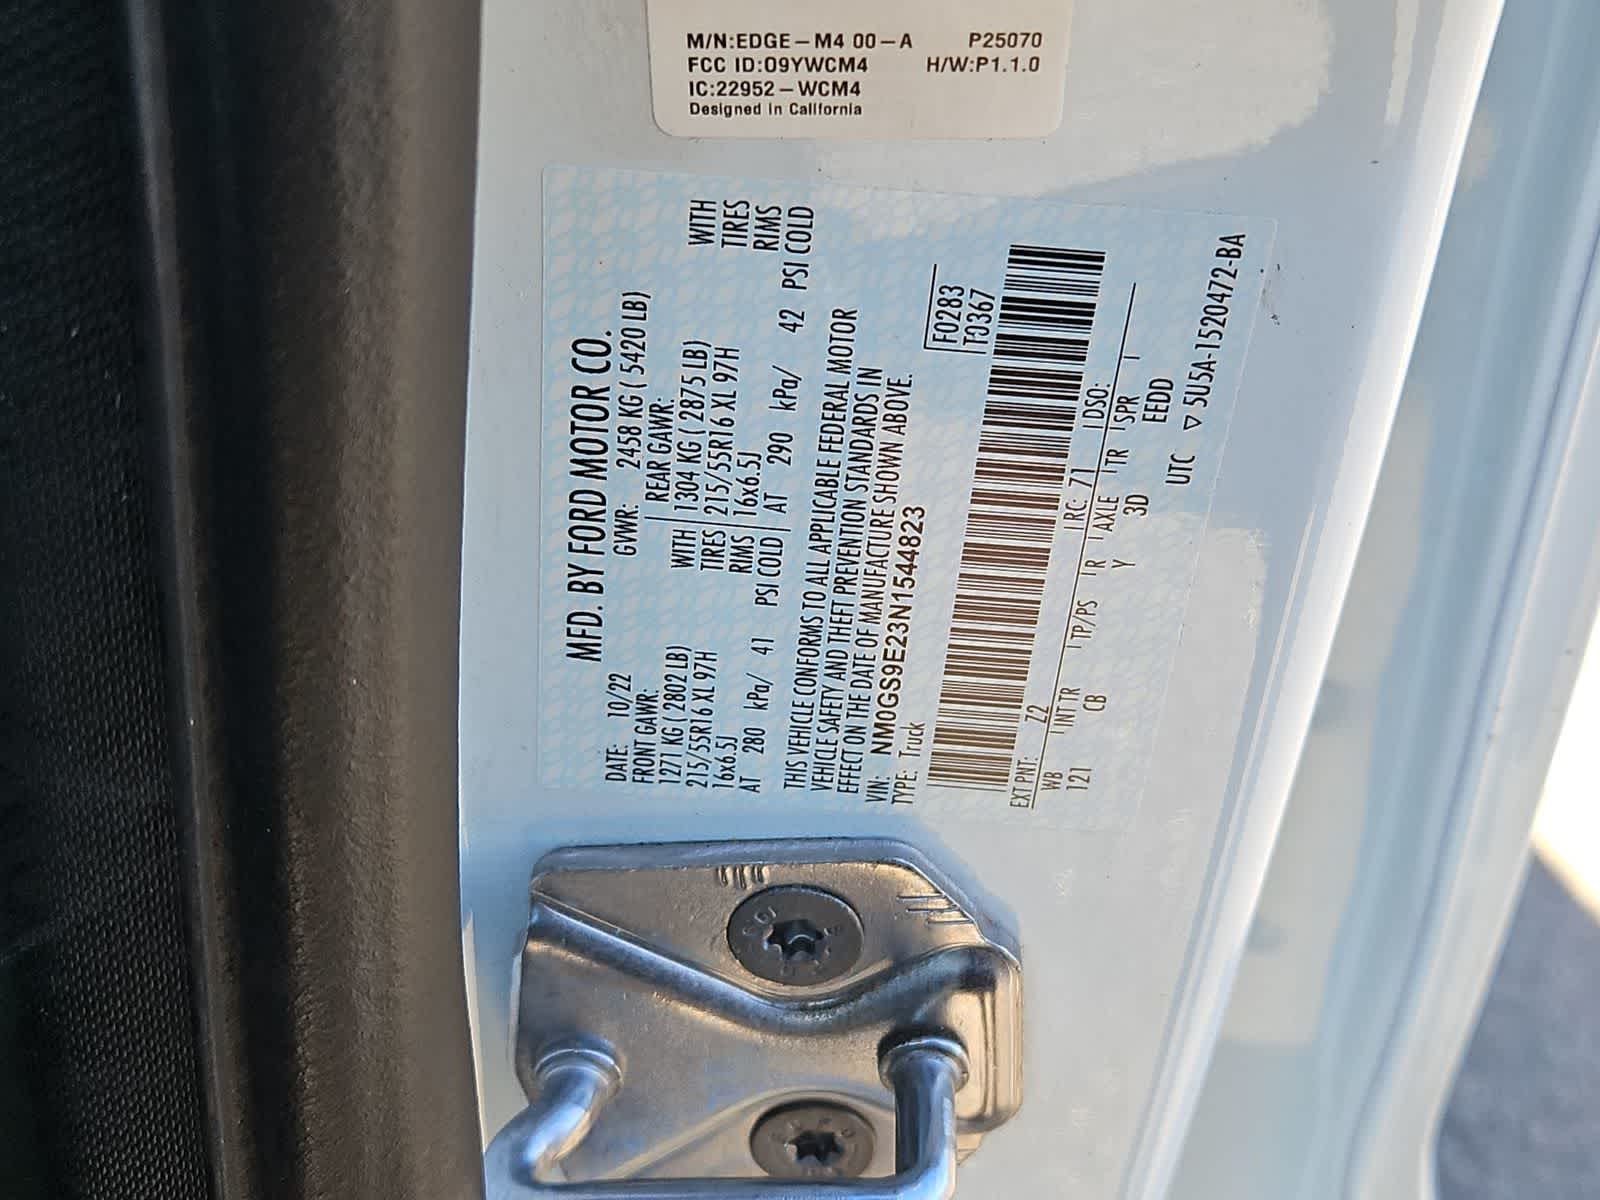 M/N:EDGE-M4 00-A P25070
FCC ID:09YWCM4 H/W:P1.1.0
IC:22952-WCM4
Designed in California
MFD. BY FORD MOTOR CO.
DATE: 10/22 GVWR: 2458 KG ( 5420 LB)
FRONT GAWR: REAR GAWR:
1271 KG ( 2802 LB) WITH 1304 KG ( 2875 LB) WITH
215/55R16 XL 97H TIRES 215/55R16 XL 97H TIRES
16x6.5J RIMS 16x6.5J RIMS
AT 280 kPa/ 41 PSI COLD AT 290 kPa/ 42 PSI COLD
THIS VEHICLE CONFORMS TO ALL APPLICABLE FEDERAL MOTOR
VEHICLE SAFETY AND THEFT PREVENTION STANDARDS IN
EFFECT ON THE DATE OF MANUFACTURE SHOWN ABOVE.
VIN: NM0GS9E23N1544823
TYPE: Truck
F0283
T0367
EXT PNT: Z2 RC: 71 DSO:
WB INT TR TP/PS R AXLE TR SPR
121 CB Y 3D EEDD
UTC ▽ 5U5A-1520472-BA